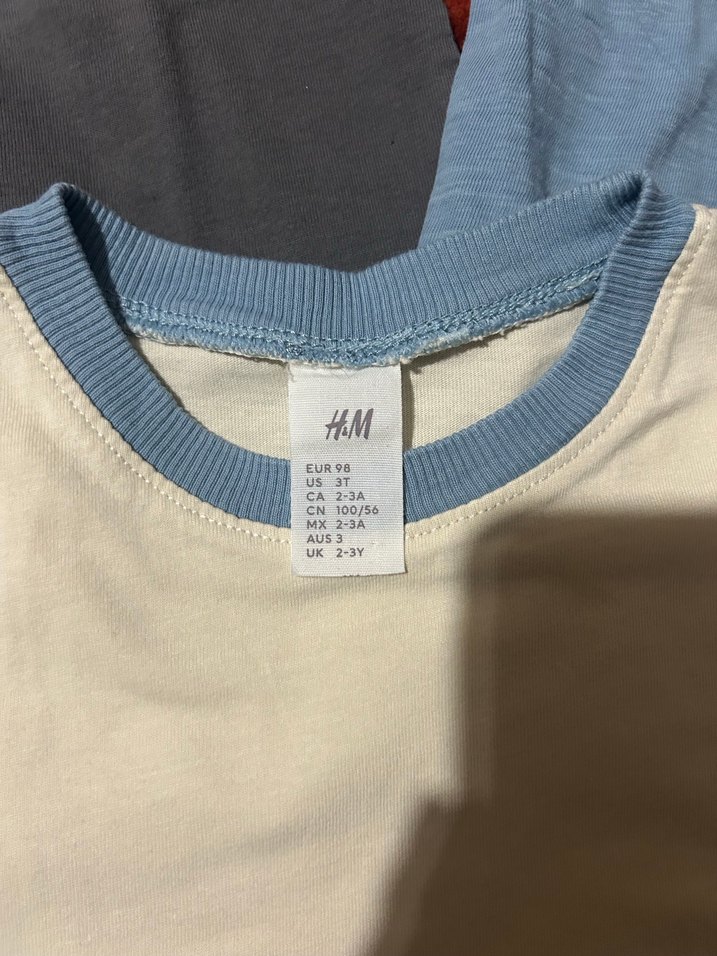 H&M
EUR 98
US 3T
CA 2-3A
CN 100/56
MX 2-3A
AUS 3
UK 2-3Y